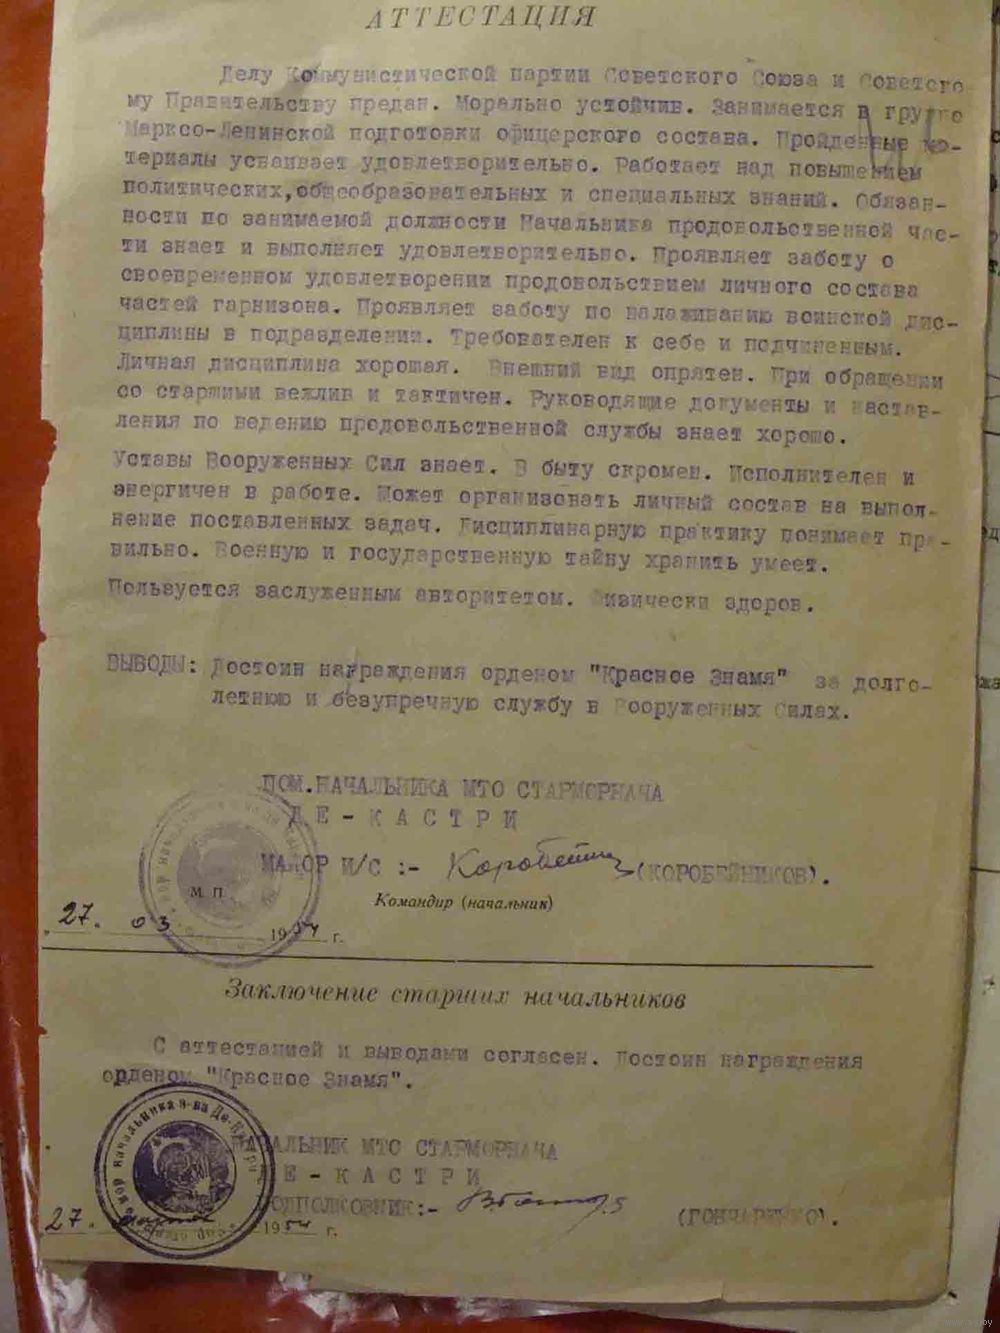 АТТЕСТАЦИЯ
Делу Коммунистической партии Советского Союза и Советско
му Правительству предан. Морально устойчив. Занимается в группе
Марксо-Ленинской подготовки офицерского состава. Пройденные ма-
териалы усваивает удовлетворительно. Работает над повышением
политических,общеобразовательных и специальных знаний. Обязан-
ности по занимаемой должности Начальника продовольственной час-
ти знает и выполняет удовлетворительно. Проявляет заботу о
своевременном удовлетворении продовольствием личного состава
частей гарнизона. Проявляет заботу по налаживанию воинской дис-
циплины в подразделении. Требователен к себе и подчиненным.
Личная дисциплина хорошая. Внешний вид опрятен. При обращении
со старшими вежлив и тактичен. Руководящие документы и настав-
ления по ведению продовольственной службы знает хорошо.
Уставы Вооруженных Сил знает. В быту скромен. Исполнителен и
энергичен в работе. Может организовать личный состав на выпол-
нение поставленных задач. Дисциплинарную практику понимает пра-
вильно. Военную и государственную тайну хранить умеет.
Пользуется заслуженным авторитетом. Физически здоров.
ВЫВОДЫ: Достоин награждения орденом "Красное Знамя" за долго-
летнюю и безупречную службу в Вооруженных Силах.
ПОМ.НАЧАЛЬНИКА МТО СТАРМОРНАЧА
ДЕ-КАСТРИ
МАЙОР И/С :- (КОРОБЕЙНИКОВ).
М. П.
Командир (начальник)
27. 03 1954 г.
Заключение старших начальников
С аттестацией и выводами согласен. Достоин награждения
орденом "Красное Знамя".
НАЧАЛЬНИК МТО СТАРМОРНАЧА
ДЕ-КАСТРИ
ПОДПОЛКОВНИК:- (ГОНЧАРЕНКО).
27. марта 1954 г.